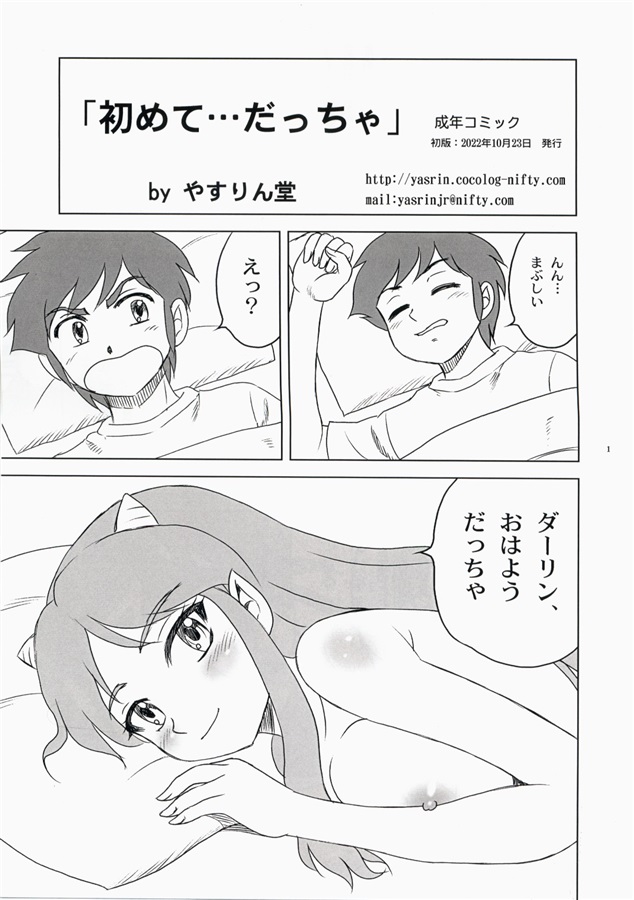 「初めて…だっちゃ」
成年コミック
初版：2022年10月23日　発行
by やすりん堂
http://yasrin.cocolog-nifty.com
mail:yasrinjr@nifty.com
んん…
まぶしい
えっ？
ダーリン、
おはよう
だっちゃ
1